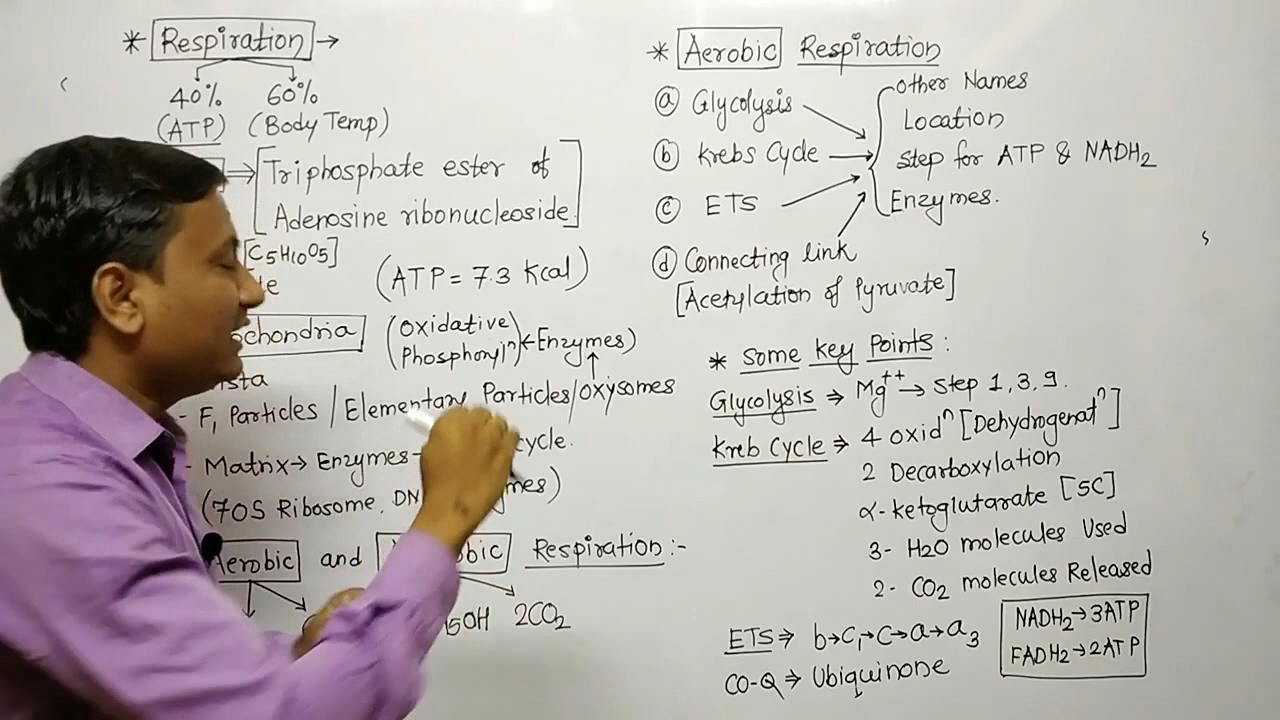 * Respiration →
40% 60%
(ATP) (Body Temp)
⇒ [Triphosphate ester of
Adenosine ribonucleoside.]
[C5H10O5]
(ATP = 7.3 Kcal)
chondria (Oxidative Phosphorylⁿ) ← Enzymes)
- F1 Particles / Elementary Particles/Oxysomes
- Matrix → Enzymes - cycle.
(70S Ribosome, DN mes)
Aerobic and bic Respiration :-
5OH 2CO2
* Aerobic Respiration
ⓐ Glycolysis
ⓑ Krebs Cycle
ⓒ ETS
ⓓ Connecting link
[Acetylation of Pyruvate]
Other Names
Location
Step for ATP & NADH2
Enzymes.
* Some key Points :
Glycolysis ⇒ Mg++ → Step 1,3,9.
Kreb Cycle ⇒ 4 oxidⁿ [Dehydrogenatⁿ]
2 Decarboxylation
α-ketoglutarate [5C]
3- H2O molecules Used
2- CO2 molecules Released
ETS ⇒ b→C1→C→a→a3
CO-Q ⇒ Ubiquinone
NADH2→3ATP
FADH2→2ATP